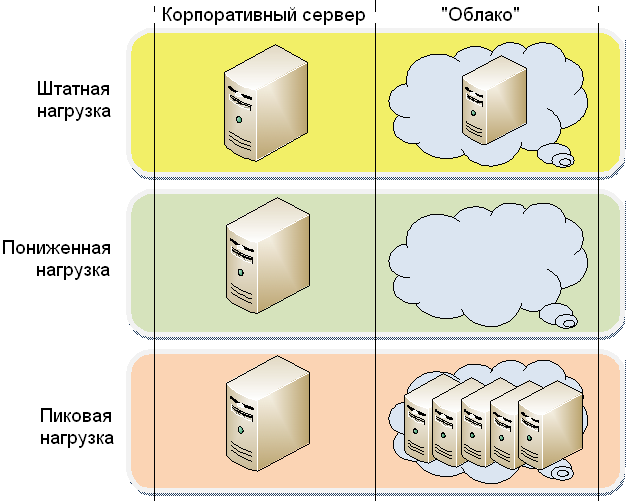 Корпоративный сервер
"Облако"
Штатная
нагрузка
Пониженная
нагрузка
Пиковая
нагрузка